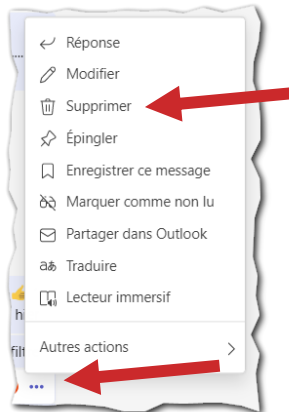 Réponse
Modifier
Supprimer
Épingler
Enregistrer ce message
Marquer comme non lu
Partager dans Outlook
Traduire
Lecteur immersif
Autres actions